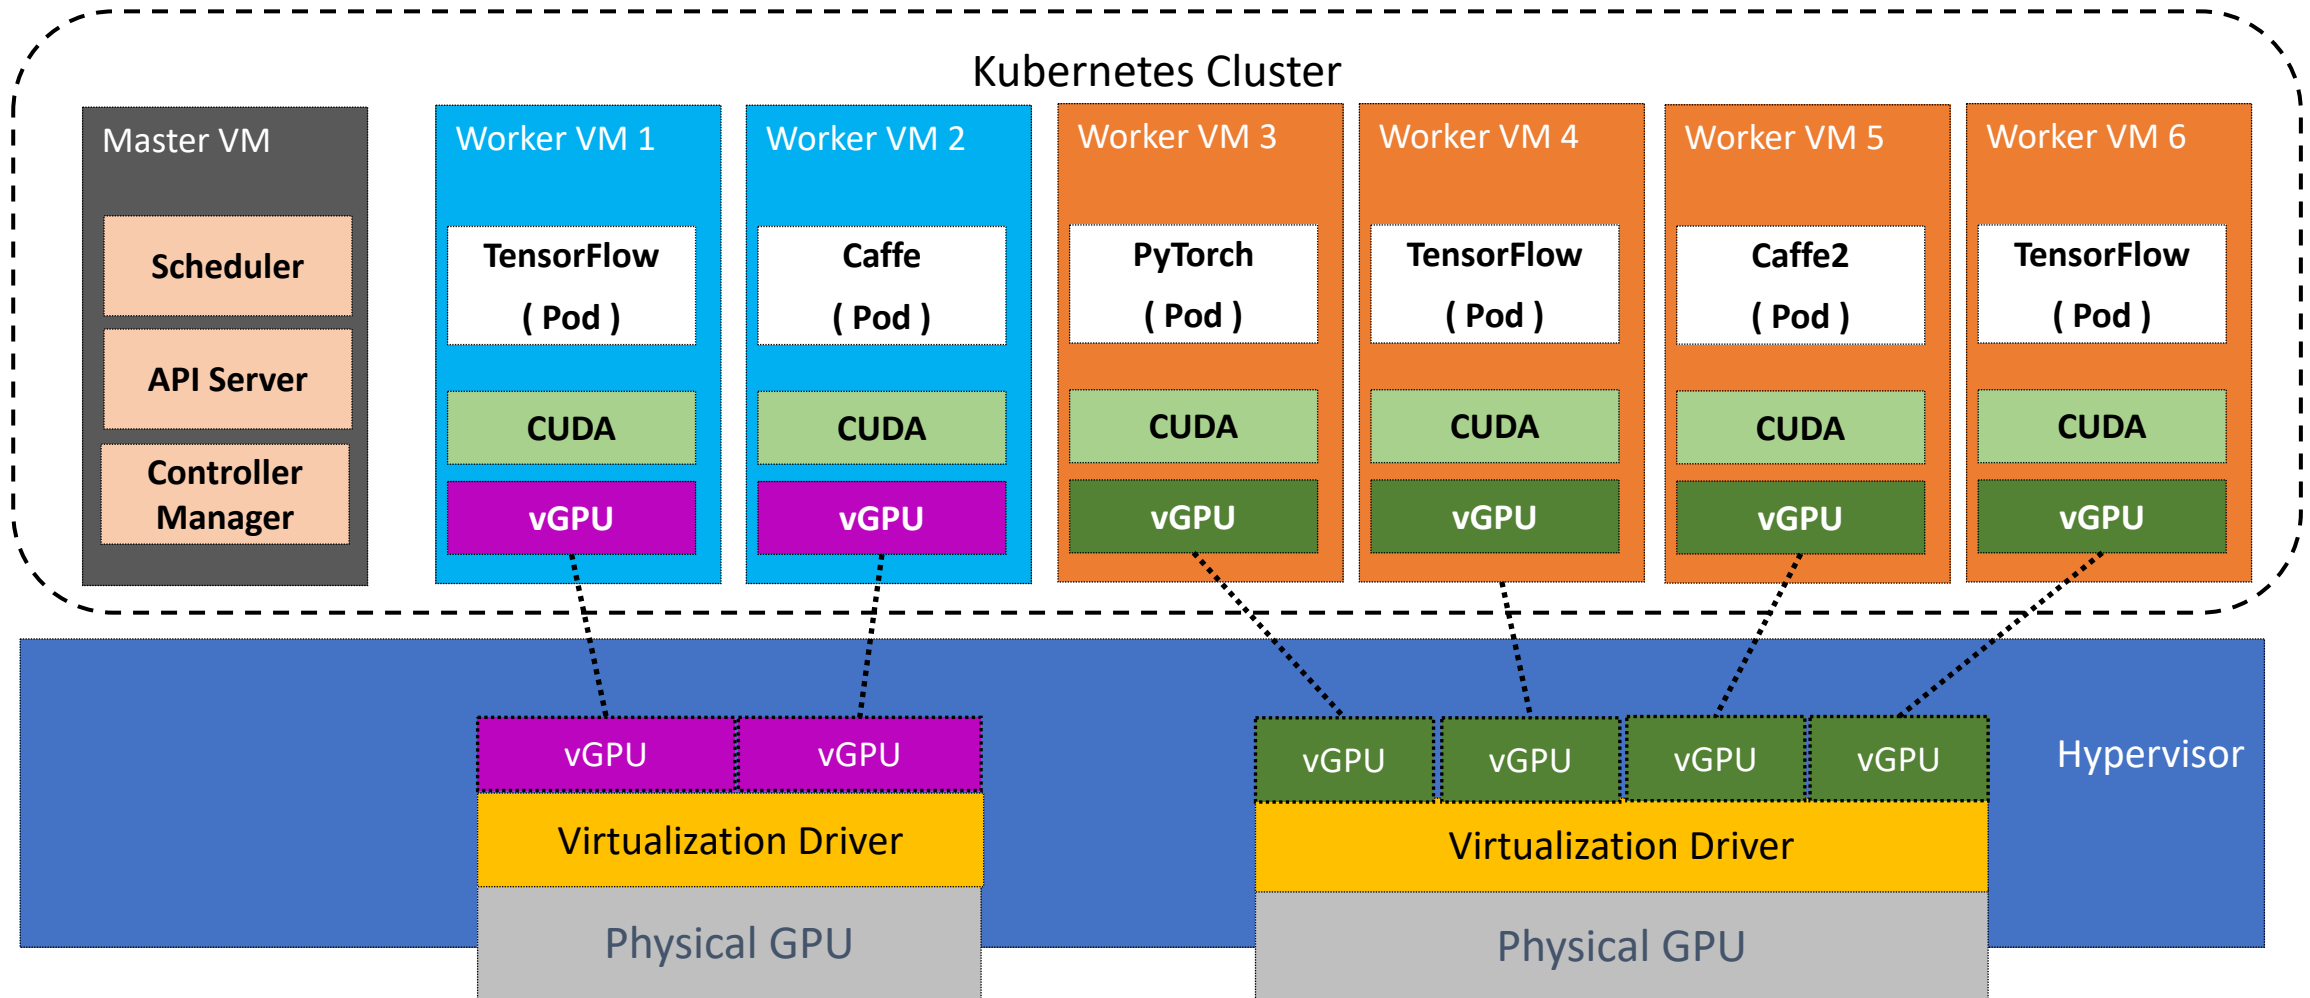 Kubernetes Cluster
Master VM
Scheduler
API Server
Controller
Manager
Worker VM 1
TensorFlow
( Pod )
CUDA
vGPU
Worker VM 2
Caffe
( Pod )
CUDA
vGPU
Worker VM 3
PyTorch
( Pod )
CUDA
vGPU
Worker VM 4
TensorFlow
( Pod )
CUDA
vGPU
Worker VM 5
Caffe2
( Pod )
CUDA
vGPU
Worker VM 6
TensorFlow
( Pod )
CUDA
vGPU
vGPU
vGPU
Virtualization Driver
Physical GPU
vGPU
vGPU
vGPU
vGPU
Virtualization Driver
Physical GPU
Hypervisor